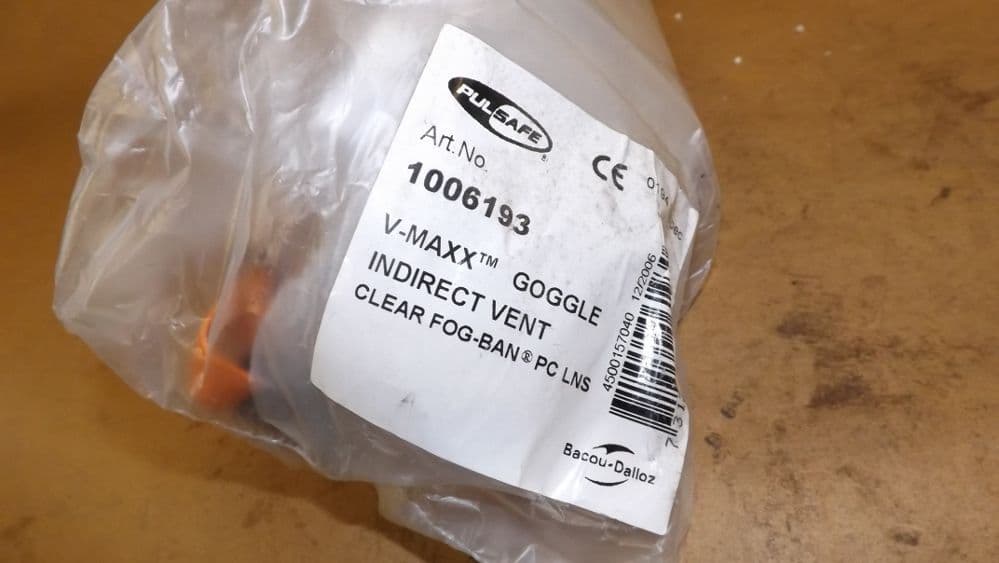 PULSAFE®
Art.No.
CE
0194
1006193
V-MAXX™ GOGGLE
INDIRECT VENT
CLEAR FOG-BAN® PC LNS
4500157040 12/2006
Bacou-Dalloz